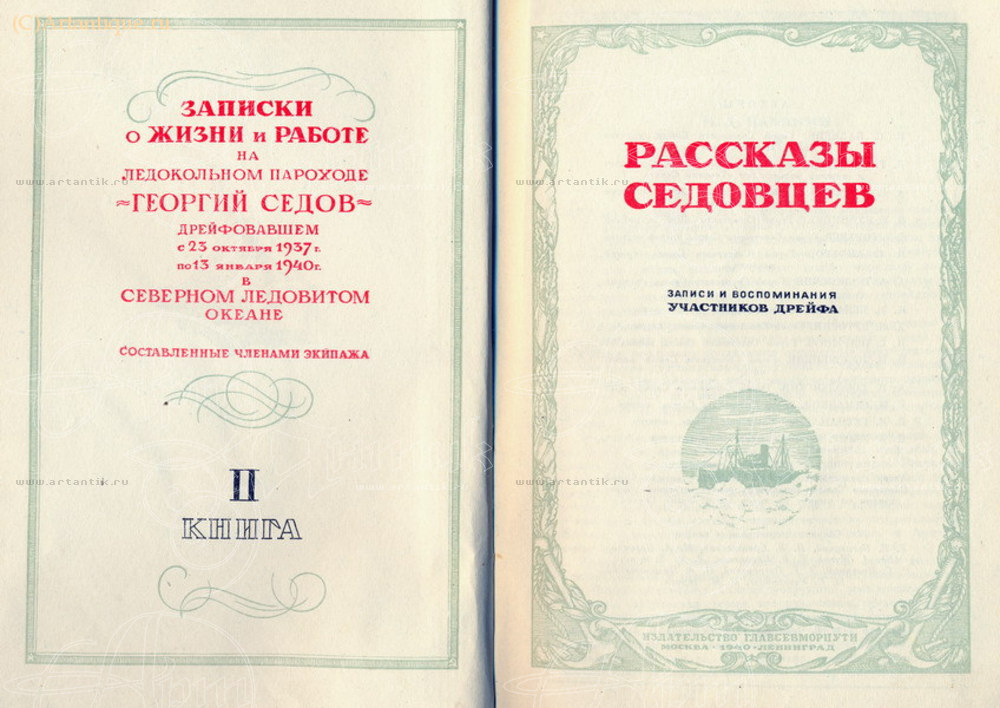 ЗАПИСКИ
О ЖИЗНИ И РАБОТЕ
НА
ЛЕДОКОЛЬНОМ ПАРОХОДЕ
≈ГЕОРГИЙ СЕДОВ≈
ДРЕЙФОВАВШЕМ
С 23 ОКТЯБРЯ 1937 г.
ПО 13 ЯНВАРЯ 1940 г.
В
СЕВЕРНОМ ЛЕДОВИТОМ
ОКЕАНЕ
СОСТАВЛЕННЫЕ ЧЛЕНАМИ ЭКИПАЖА
II
КНИГА
РАССКАЗЫ
СЕДОВЦЕВ
ЗАПИСИ И ВОСПОМИНАНИЯ
УЧАСТНИКОВ ДРЕЙФА
ИЗДАТЕЛЬСТВО ГЛАВСЕВМОРПУТИ
МОСКВА - 1940 - ЛЕНИНГРАД
www.artantik.ru
www.artantik.ru
www.artantik.ru
www.artantik.ru